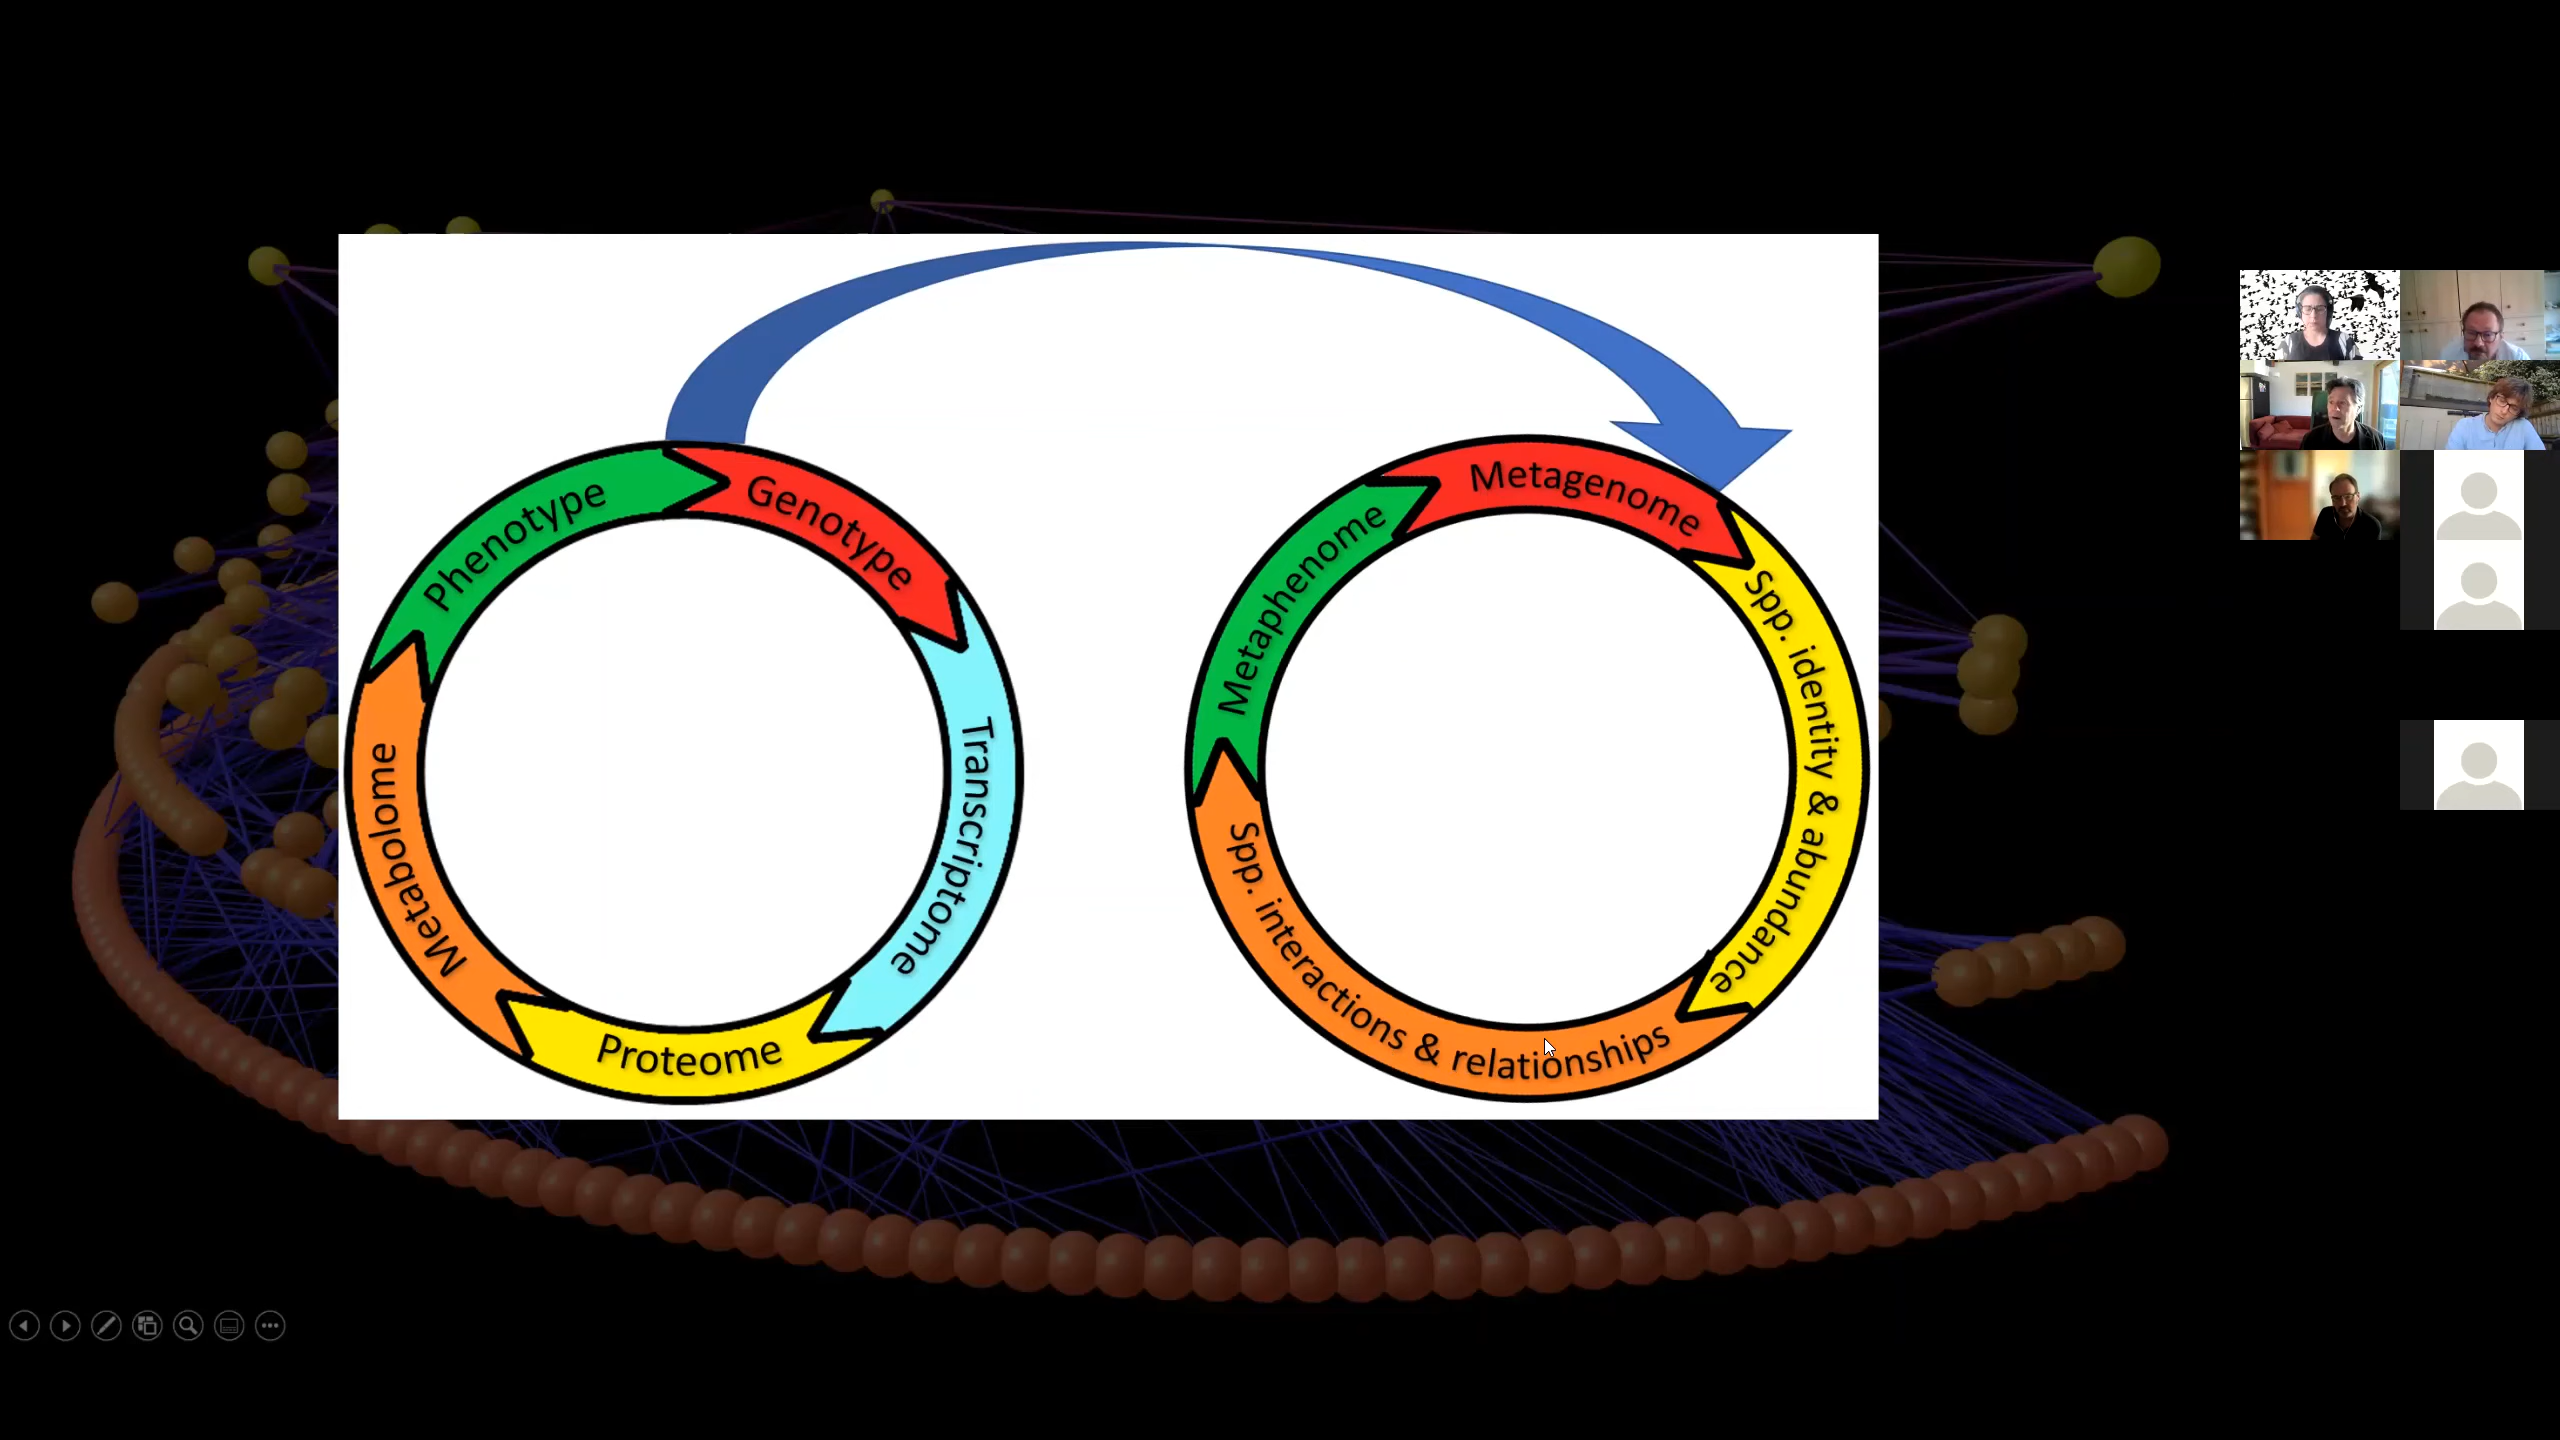 Phenotype
Genotype
Transcriptome
Proteome
Metabolome
Metaphenome
Metagenome
Spp. identity & abundance
Spp. interactions & relationships